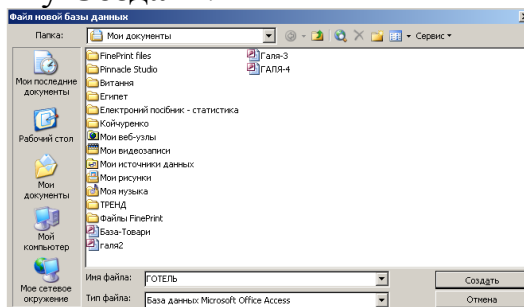 Файл новой базы данных
Папка:
Мои документы
Сервис
Мои последние документы
Рабочий стол
Мои документы
Мой компьютер
Мое сетевое окружение
FinePrint files
Pinnacle Studio
Витання
Египет
Електроний посібник - статистика
Койчуренко
Мои веб-узлы
Мои видеозаписи
Мои источники данных
Мои рисунки
Моя музыка
ТРЕНД
Файлы FinePrint
База-Товари
галя2
Галя-3
ГАЛЯ-4
Имя файла:
ГОТЕЛЬ
Создать
Тип файла:
База данных Microsoft Office Access
Отмена